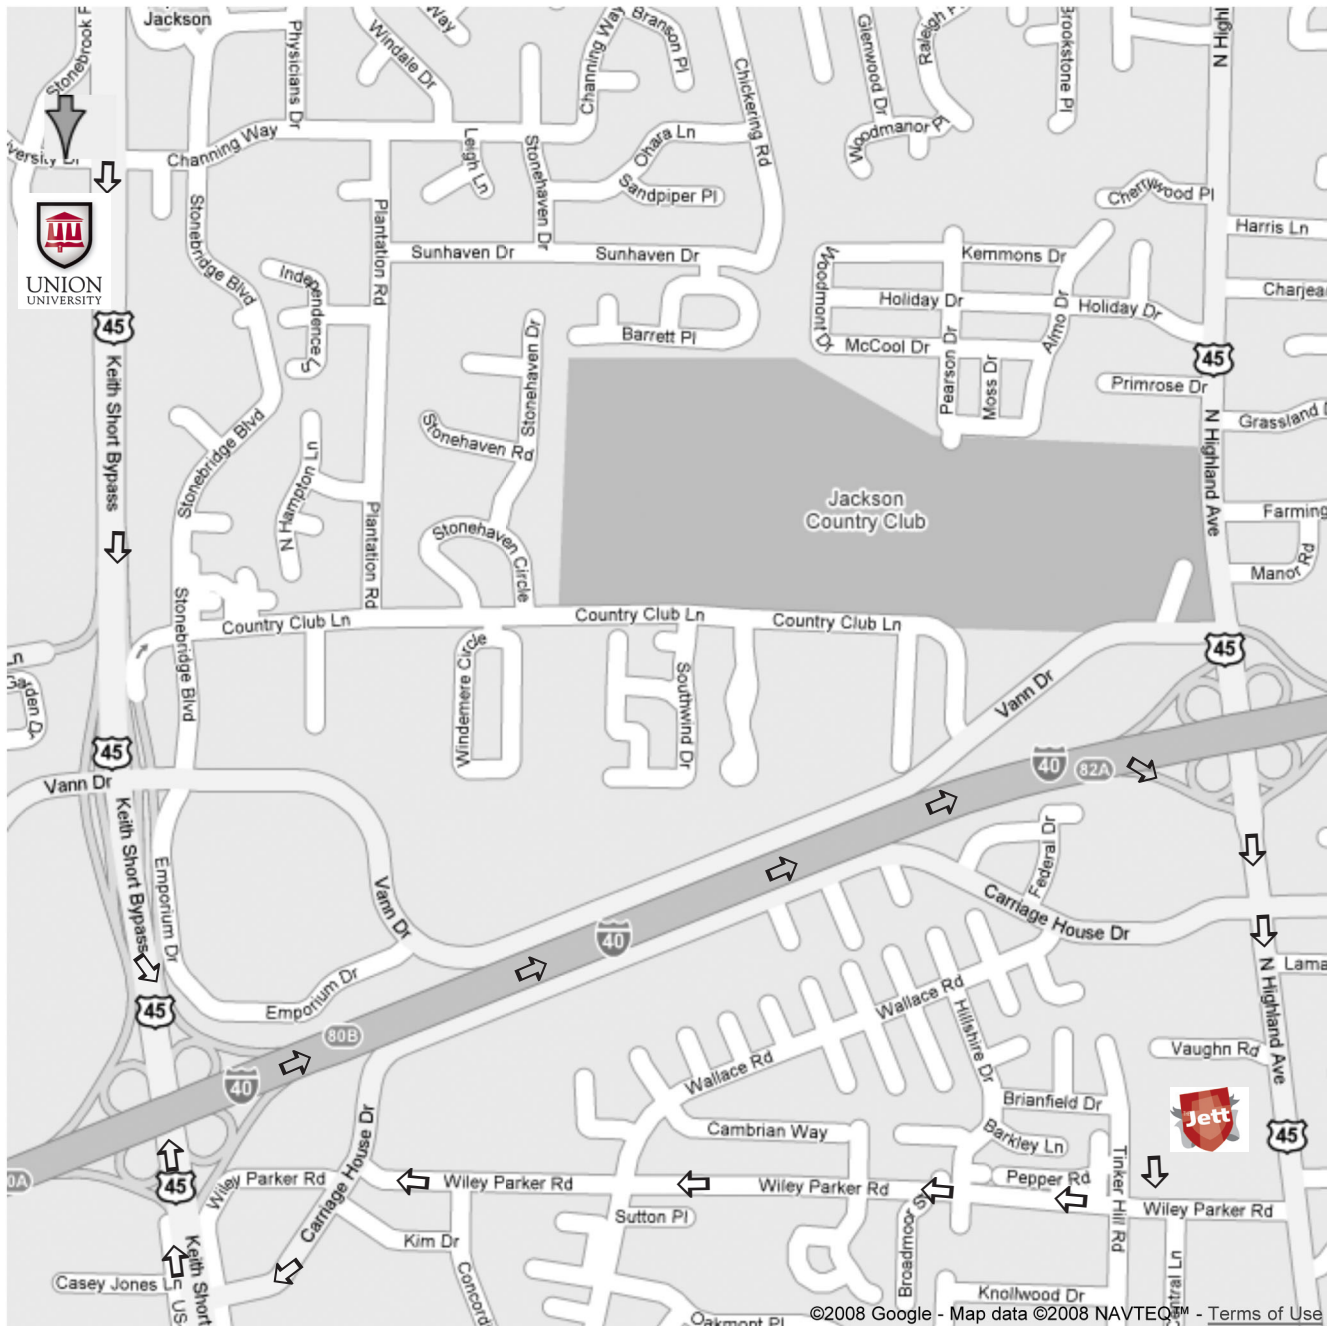 Jackson
Physicians Dr
Windale Dr
Way
Channing Way
Branson Pl
Chickering Rd
Glenwood Dr
Brookstone Pl
N High
Woodmanor P
Channing Way
Leigh Ln
Stonehaven Dr
Ohara Ln
Sandpiper Pl
Cherrywood Pl
Harris Ln
UNION
UNIVERSITY
Stonebridge Blvd
Plantation Rd
Sunhaven Dr
Sunhaven Dr
Woodmont Dr
Kemmons Dr
Independence
Holiday Dr
Holiday Dr
Almo Dr
Charjea
45
Barrett Pl
McCool Dr
Pearson Dr
Moss Dr
45
Primrose Dr
Keith Short Bypass
Stonehaven Dr
Stonehaven Rd
Stonebridge Blvd
N Hampton Ln
N Highland Ave
Grassland D
Jackson
Country Club
Farming
Manor Rd
Plantation Rd
Stonehaven Circle
Stonebridge Blvd
Country Club Ln
Country Club Ln
Country Club Ln
Ln
Garden D
Windemere Circle
Southwind Dr
Vann Dr
45
45
40
82A
Vann Dr
Keith Short Bypass
Emporium Dr
Vann Dr
Federal Dr
Carriage House Dr
40
Emporium Dr
45
80B
40
Wallace Rd
Wallace Rd
Hillshire Dr
Lama
N Highland Ave
Vaughn Rd
Brianfield Dr
Jett
45
Cambrian Way
Barkley Ln
Carriage House Dr
Tinker Hill Rd
0A
45
Wiley Parker Rd
Wiley Parker Rd
Wiley Parker Rd
Pepper Rd
Wiley Parker Rd
Sutton Pl
Broadmoor S
Kim Dr
Keith Short
Casey Jones Ln
US
Concord
Knollwood Dr
Oakmont Pl
©2008 Google - Map data ©2008 NAVTEQ™ - Terms of Use